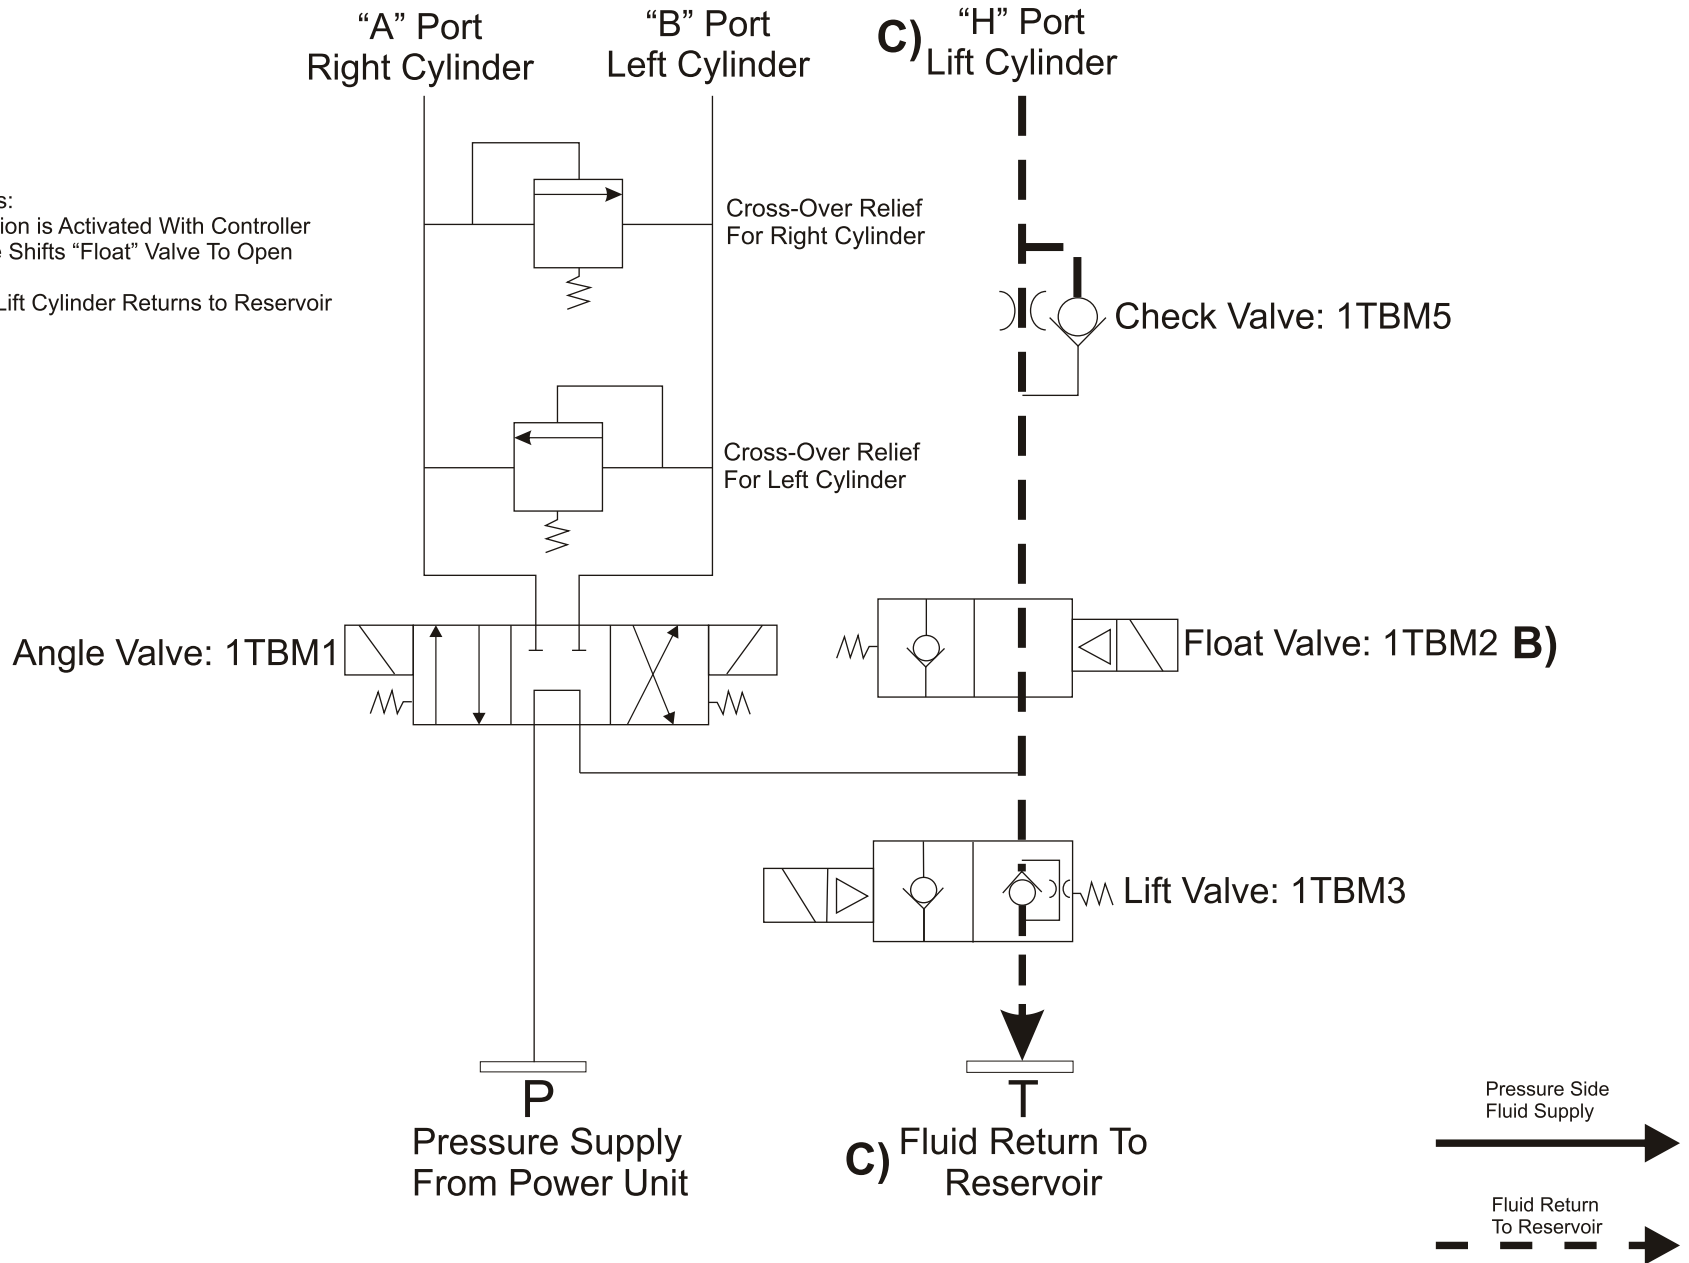 “A” Port
Right Cylinder
“B” Port
Left Cylinder
C)
“H” Port
Lift Cylinder
s:
ion is Activated With Controller
e Shifts “Float” Valve To Open
Lift Cylinder Returns to Reservoir
Cross-Over Relief
For Right Cylinder
Check Valve: 1TBM5
Cross-Over Relief
For Left Cylinder
Angle Valve: 1TBM1
Float Valve: 1TBM2 B)
Lift Valve: 1TBM3
P
Pressure Supply
From Power Unit
T
C) Fluid Return To
Reservoir
Pressure Side
Fluid Supply
Fluid Return
To Reservoir